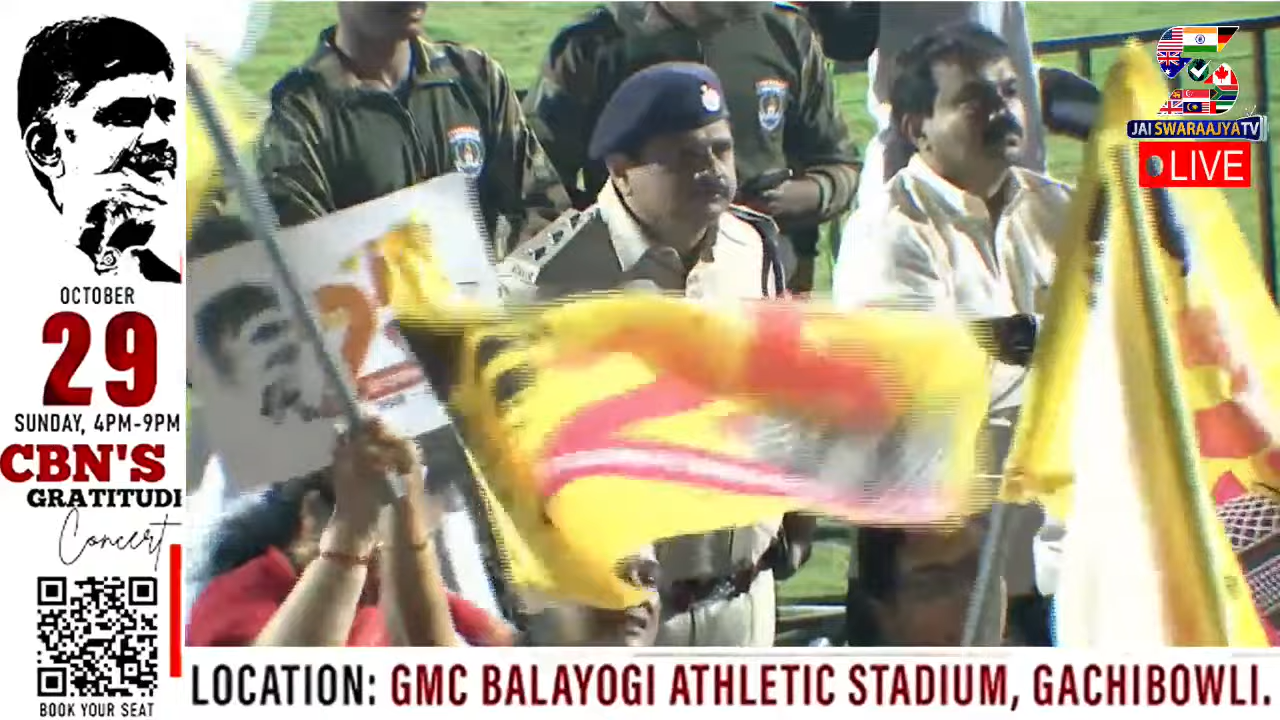 OCTOBER
29
SUNDAY, 4PM-9PM
CBN'S
GRATITUDE
Concert
BOOK YOUR SEAT
JAI SWARAAJYA TV
LIVE
LOCATION: GMC BALAYOGI ATHLETIC STADIUM, GACHIBOWLI.